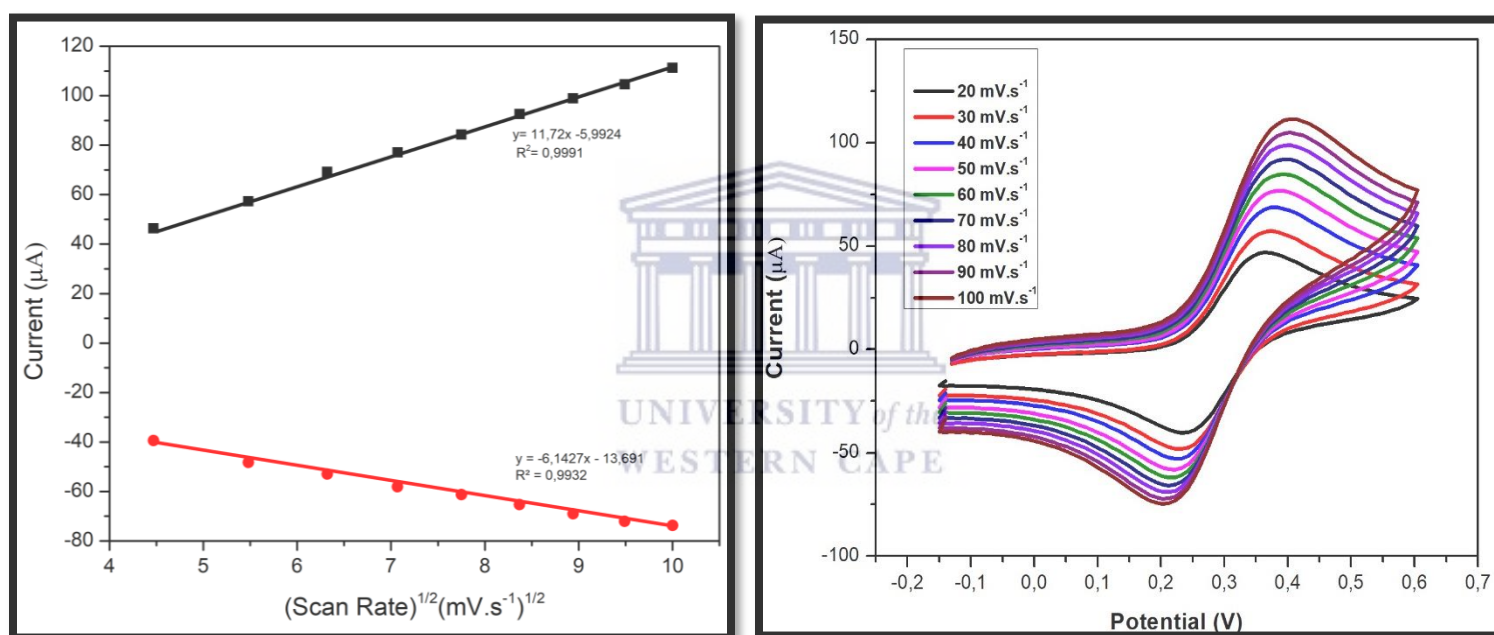 120
100
80
60
40
20
0
-20
-40
-60
-80
Current (μA)
y= 11,72x -5,9924
R²= 0,9991
y = -6,1427x - 13,691
R² = 0,9932
4 5 6 7 8 9 10
(Scan Rate)^1/2(mV.s⁻¹)^1/2
150
100
50
0
-50
-100
Current (μA)
20 mV.s⁻¹
30 mV.s⁻¹
40 mV.s⁻¹
50 mV.s⁻¹
60 mV.s⁻¹
70 mV.s⁻¹
80 mV.s⁻¹
90 mV.s⁻¹
100 mV.s⁻¹
-0,2 -0,1 0,0 0,1 0,2 0,3 0,4 0,5 0,6 0,7
Potential (V)
UNIVERSITY of the
WESTERN CAPE